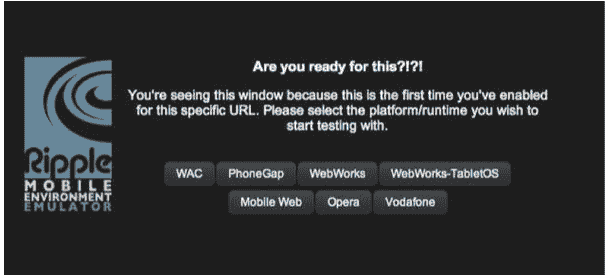 Are you ready for this?!?!
You're seeing this window because this is the first time you've enabled
for this specific URL. Please select the platform/runtime you wish to
start testing with.
Ripple
MOBILE
ENVIRONMENT
EMULATOR
WAC PhoneGap WebWorks WebWorks-TabletOS
Mobile Web Opera Vodafone